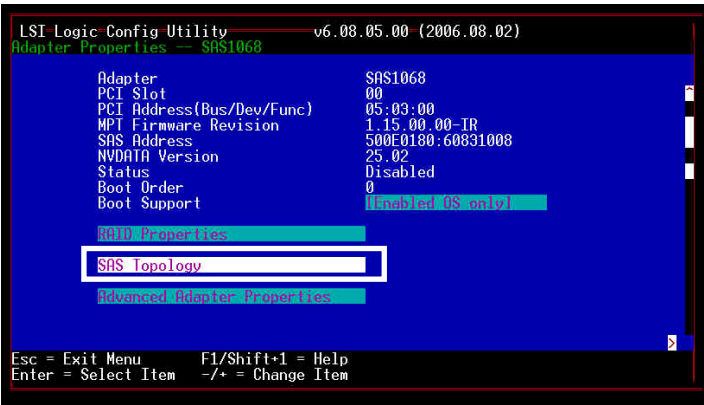 LSI Logic Config Utility v6.08.05.00 (2006.08.02)
Adapter Properties -- SAS1068
Adapter SAS1068
PCI Slot 00
PCI Address(Bus/Dev/Func) 05:03:00
MPT Firmware Revision 1.15.00.00-IR
SAS Address 500E0180:60831008
NVDATA Version 25.02
Status Disabled
Boot Order 0
Boot Support [Enabled OS only]
RAID Properties
SAS Topology
Advanced Adapter Properties
Esc = Exit Menu F1/Shift+1 = Help
Enter = Select Item -/+ = Change Item